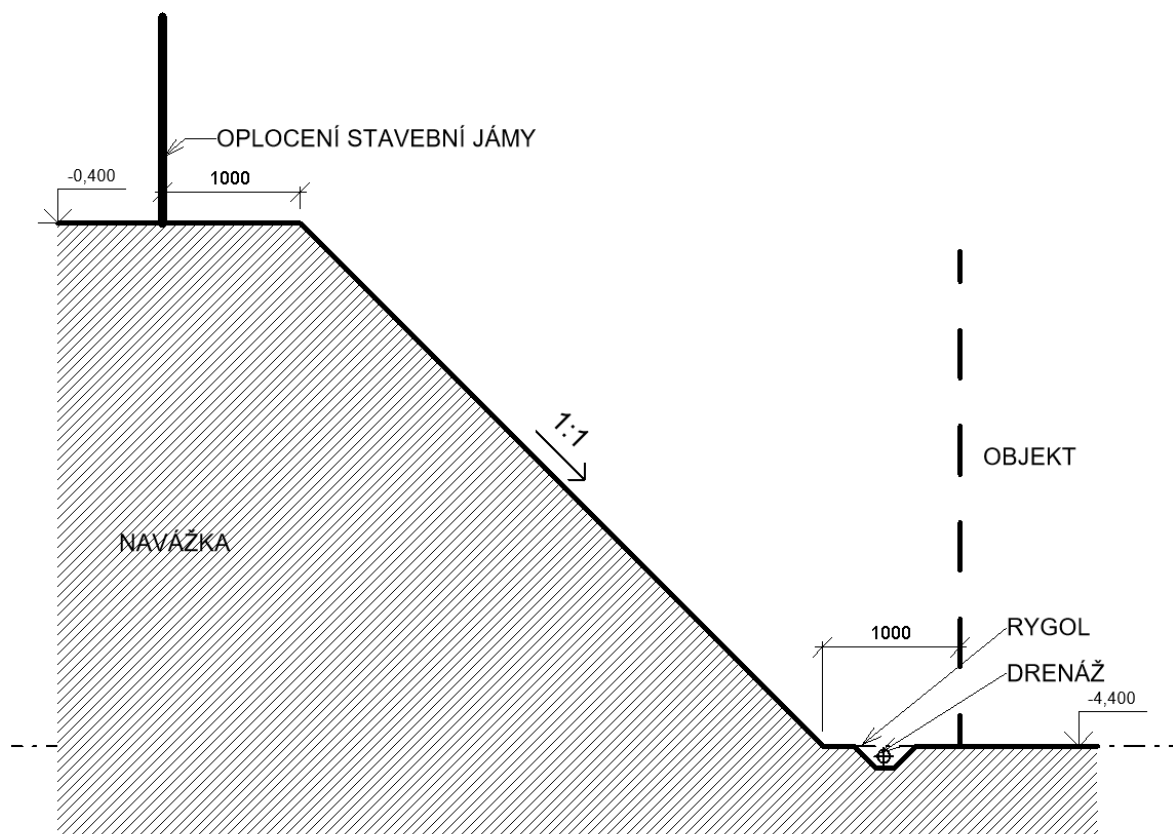 OPLOCENÍ STAVEBNÍ JÁMY
-0,400
1000
1:1
OBJEKT
NAVÁŽKA
1000
RYGOL
DRENÁŽ
-4,400